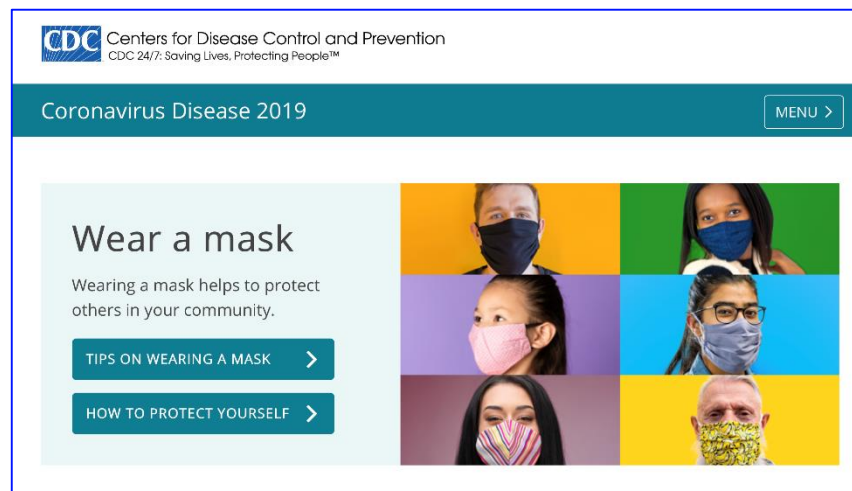 CDC Centers for Disease Control and Prevention
CDC 24/7: Saving Lives, Protecting People™
Coronavirus Disease 2019
MENU >
Wear a mask
Wearing a mask helps to protect
others in your community.
TIPS ON WEARING A MASK >
HOW TO PROTECT YOURSELF >